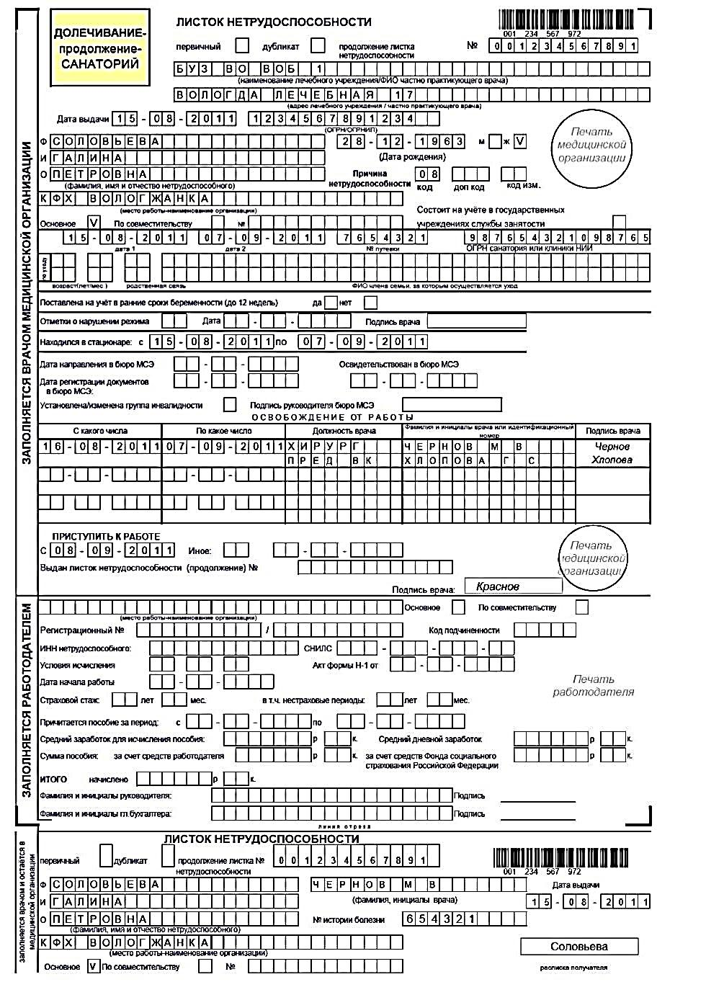 ДОЛЕЧИВАНИЕ-
продолжение-
САНАТОРИЙ
ЛИСТОК НЕТРУДОСПОСОБНОСТИ
001 234 567 972
первичный дубликат продолжение листка нетрудоспособности № 001234567891
БУЗ ВО ВОБ 1
(наименование лечебного учреждения/ФИО частно практикующего врача)
ВОЛОГДА ЛЕЧЕБНАЯ 17
(адрес лечебного учреждения / частно практикующего врача)
Дата выдачи 15-08-2011 1234567891234
(ОГРН/ОГРНИП)
Ф СОЛОВЬЕВА 28-12-1963 м ж V
И ГАЛИНА (Дата рождения)
О ПЕТРОВНА Причина нетрудоспособности 08
(фамилия, имя и отчество нетрудоспособного) код доп код код изм.
Печать
медицинской
организации
КФХ ВОЛОГЖАНКА
(место работы-наименование организации)
Состоит на учёте в государственных
Основное V По совместительству № учреждениях службы занятости
15-08-2011 07-09-2011 7654321 987654321098765
дата 1 дата 2 № путевки ОГРН санатория или клиники НИИ
по уходу
возраст(лет/мес ) родственная связь ФИО члена семьи, за которым осуществляется уход
Поставлена на учёт в ранние сроки беременности (до 12 недель) да нет
Отметки о нарушении режима Дата - - Подпись врача
Находился в стационаре: с 15-08-2011 по 07-09-2011
Дата направления в бюро МСЭ - - Освидетельствован в бюро МСЭ
Дата регистрации документов - - - -
в бюро МСЭ:
Установлена/изменена группа инвалидности Подпись руководителя бюро МСЭ
ОСВОБОЖДЕНИЕ ОТ РАБОТЫ
С какого числа По какое число Должность врача Фамилия и инициалы врача или идентификационный номер Подпись врача
16-08-2011 07-09-2011 ХИРУРГ ЧЕРНОВ М В Чернов
ПРЕД ВК ХЛОПОВА Г С Хлопова
- - - -
- - - -
ПРИСТУПИТЬ К РАБОТЕ
С 08-09-2011 Иное: - -
Выдан листок нетрудоспособности (продолжение) №
Печать
медицинской
организации
Подпись врача: Краснов
ЗАПОЛНЯЕТСЯ ВРАЧОМ МЕДИЦИНСКОЙ ОРГАНИЗАЦИИ
Основное По совместительству
(место работы-наименование организации)
Регистрационный № / Код подчиненности
ИНН нетрудоспособного: СНИЛС - - -
Условия исчисления Акт формы Н-1 от - -
Дата начала работы - -
Печать
работодателя
Страховой стаж: лет мес. в т.ч. нестраховые периоды: лет мес.
Причитается пособие за период: с - - по - -
Средний заработок для исчисления пособия: р к. Средний дневной заработок р к.
Сумма пособия: за счет средств работодателя р к. за счет средств Фонда социального страхования Российской Федерации р к.
ИТОГО начислено р к.
Фамилия и инициалы руководителя: Подпись
Фамилия и инициалы гл.бухгалтера: Подпись
ЗАПОЛНЯЕТСЯ РАБОТОДАТЕЛЕМ
линия отреза
ЛИСТОК НЕТРУДОСПОСОБНОСТИ
первичный дубликат продолжение листка № 001234567891
нетрудоспособности
001 234 567 972
Ф СОЛОВЬЕВА ЧЕРНОВ М В Дата выдачи
И ГАЛИНА (фамилия, инициалы врача) 15-08-2011
О ПЕТРОВНА № истории болезни 654321
(фамилия, имя и отчество нетрудоспособного)
КФХ ВОЛОГЖАНКА
(место работы-наименование организации)
Соловьева
Основное V По совместительству № расписка получателя
заполняется врачом и остаётся в
медицинской организации